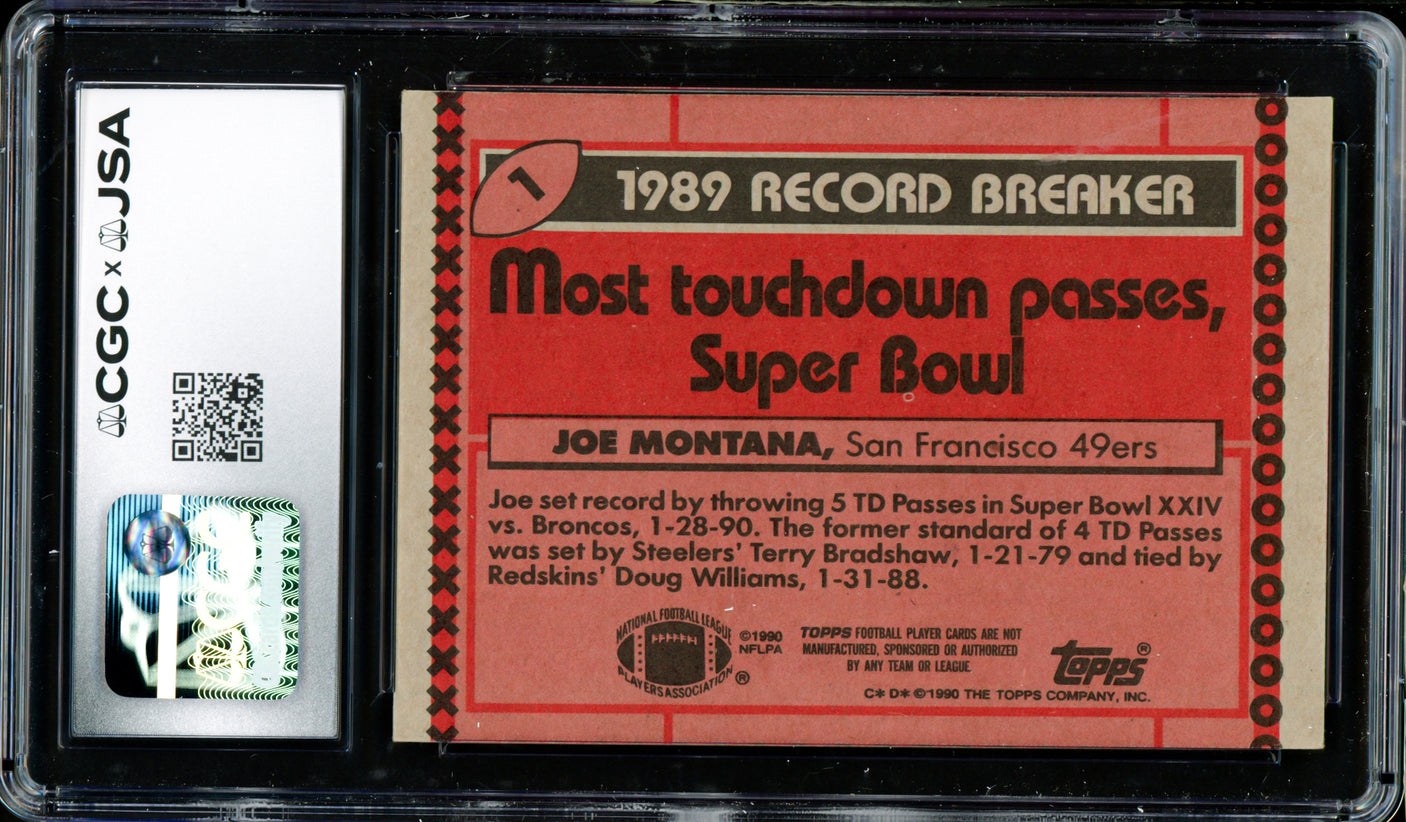 CGC x JSA
1
1989 RECORD BREAKER
Most touchdown passes,
Super Bowl
JOE MONTANA, San Francisco 49ers
Joe set record by throwing 5 TD Passes in Super Bowl XXIV
vs. Broncos, 1-28-90. The former standard of 4 TD Passes
was set by Steelers' Terry Bradshaw, 1-21-79 and tied by
Redskins' Doug Williams, 1-31-88.
NATIONAL FOOTBALL LEAGUE
PLAYERS ASSOCIATION ®
©1990
NFLPA
TOPPS FOOTBALL PLAYER CARDS ARE NOT
MANUFACTURED, SPONSORED OR AUTHORIZED
BY ANY TEAM OR LEAGUE.
topps®
C* D* ©1990 THE TOPPS COMPANY, INC.